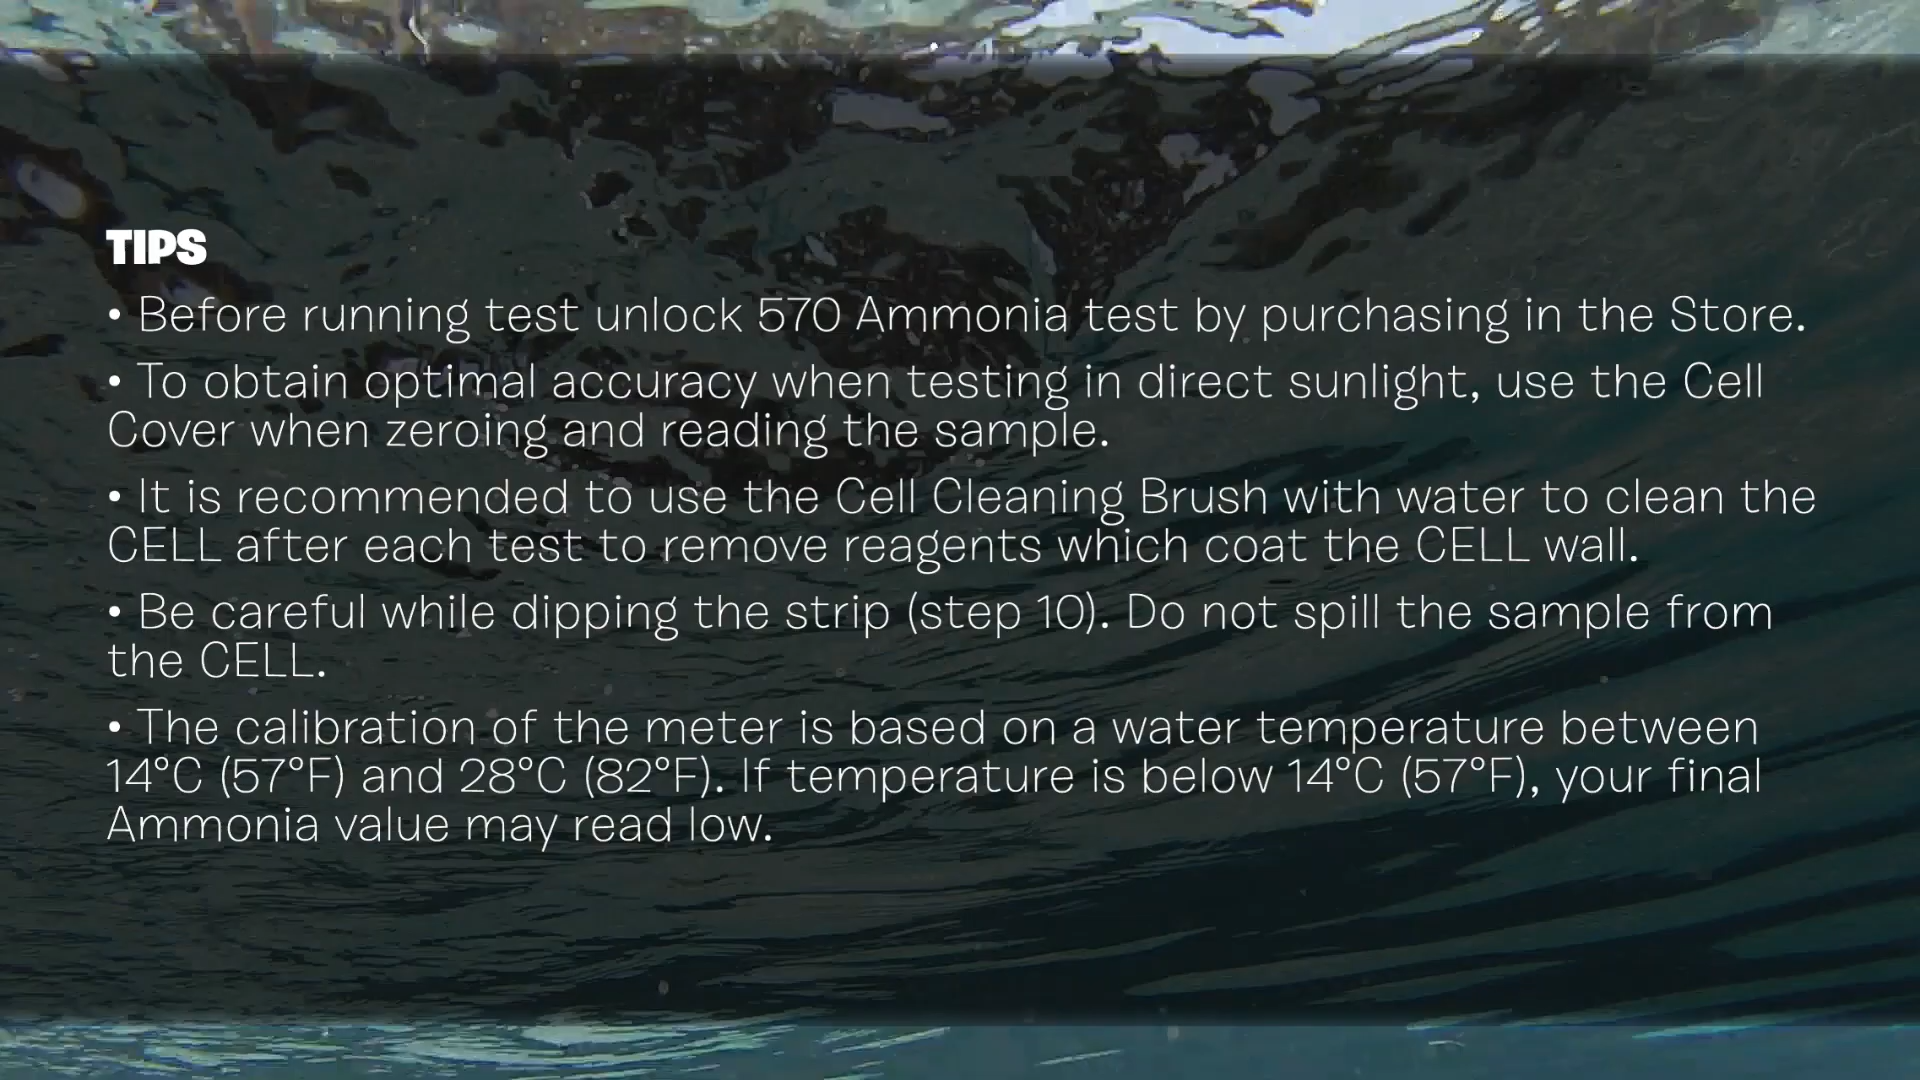 TIPS
• Before running test unlock 570 Ammonia test by purchasing in the Store.
• To obtain optimal accuracy when testing in direct sunlight, use the Cell
Cover when zeroing and reading the sample.
• It is recommended to use the Cell Cleaning Brush with water to clean the
CELL after each test to remove reagents which coat the CELL wall.
• Be careful while dipping the strip (step 10). Do not spill the sample from
the CELL.
• The calibration of the meter is based on a water temperature between
14°C (57°F) and 28°C (82°F). If temperature is below 14°C (57°F), your final
Ammonia value may read low.